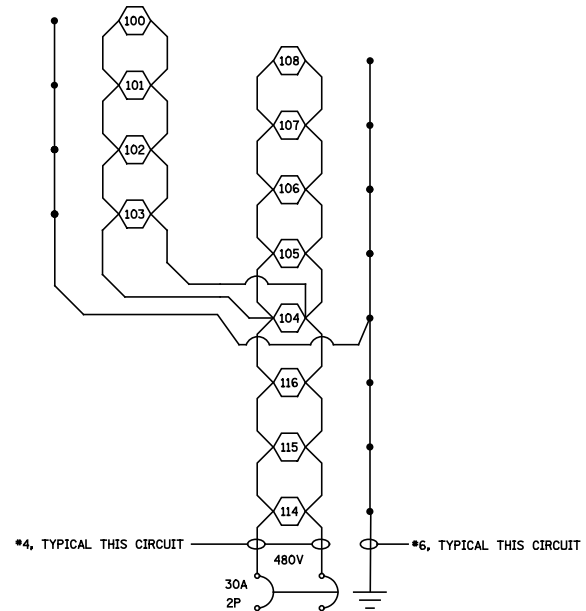 100
108
101
107
102
106
103
105
104
116
115
114
#4, TYPICAL THIS CIRCUIT
#6, TYPICAL THIS CIRCUIT
480V
30A
2P